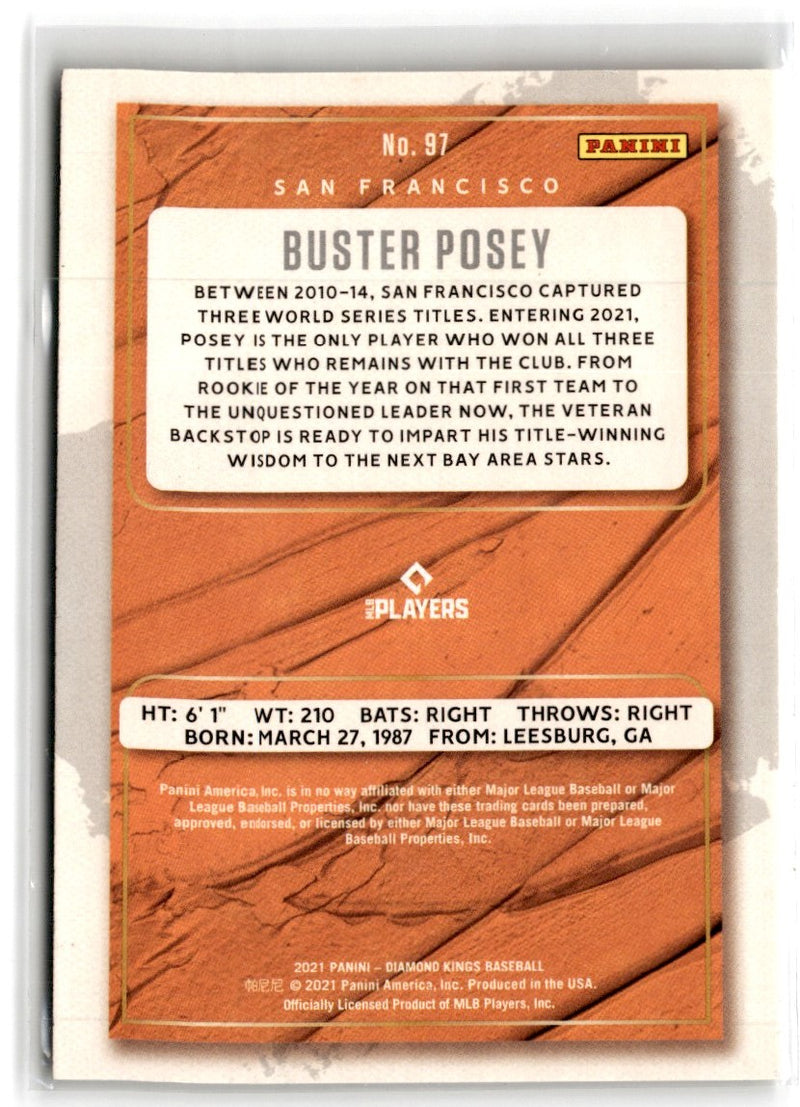 No. 97
PANINI
SAN FRANCISCO
BUSTER POSEY
BETWEEN 2010-14, SAN FRANCISCO CAPTURED
THREE WORLD SERIES TITLES. ENTERING 2021,
POSEY IS THE ONLY PLAYER WHO WON ALL THREE
TITLES WHO REMAINS WITH THE CLUB. FROM
ROOKIE OF THE YEAR ON THAT FIRST TEAM TO
THE UNQUESTIONED LEADER NOW, THE VETERAN
BACKSTOP IS READY TO IMPART HIS TITLE-WINNING
WISDOM TO THE NEXT BAY AREA STARS.
MLB PLAYERS
HT: 6' 1" WT: 210 BATS: RIGHT THROWS: RIGHT
BORN: MARCH 27, 1987 FROM: LEESBURG, GA
Panini America, Inc. is in no way affiliated with either Major League Baseball or Major
League Baseball Properties, Inc. nor have these trading cards been prepared,
approved, endorsed, or licensed by either Major League Baseball or Major League
Baseball Properties, Inc.
2021 PANINI – DIAMOND KINGS BASEBALL
帕尼尼 © 2021 Panini America, Inc. Produced in the USA.
Officially Licensed Product of MLB Players, Inc.